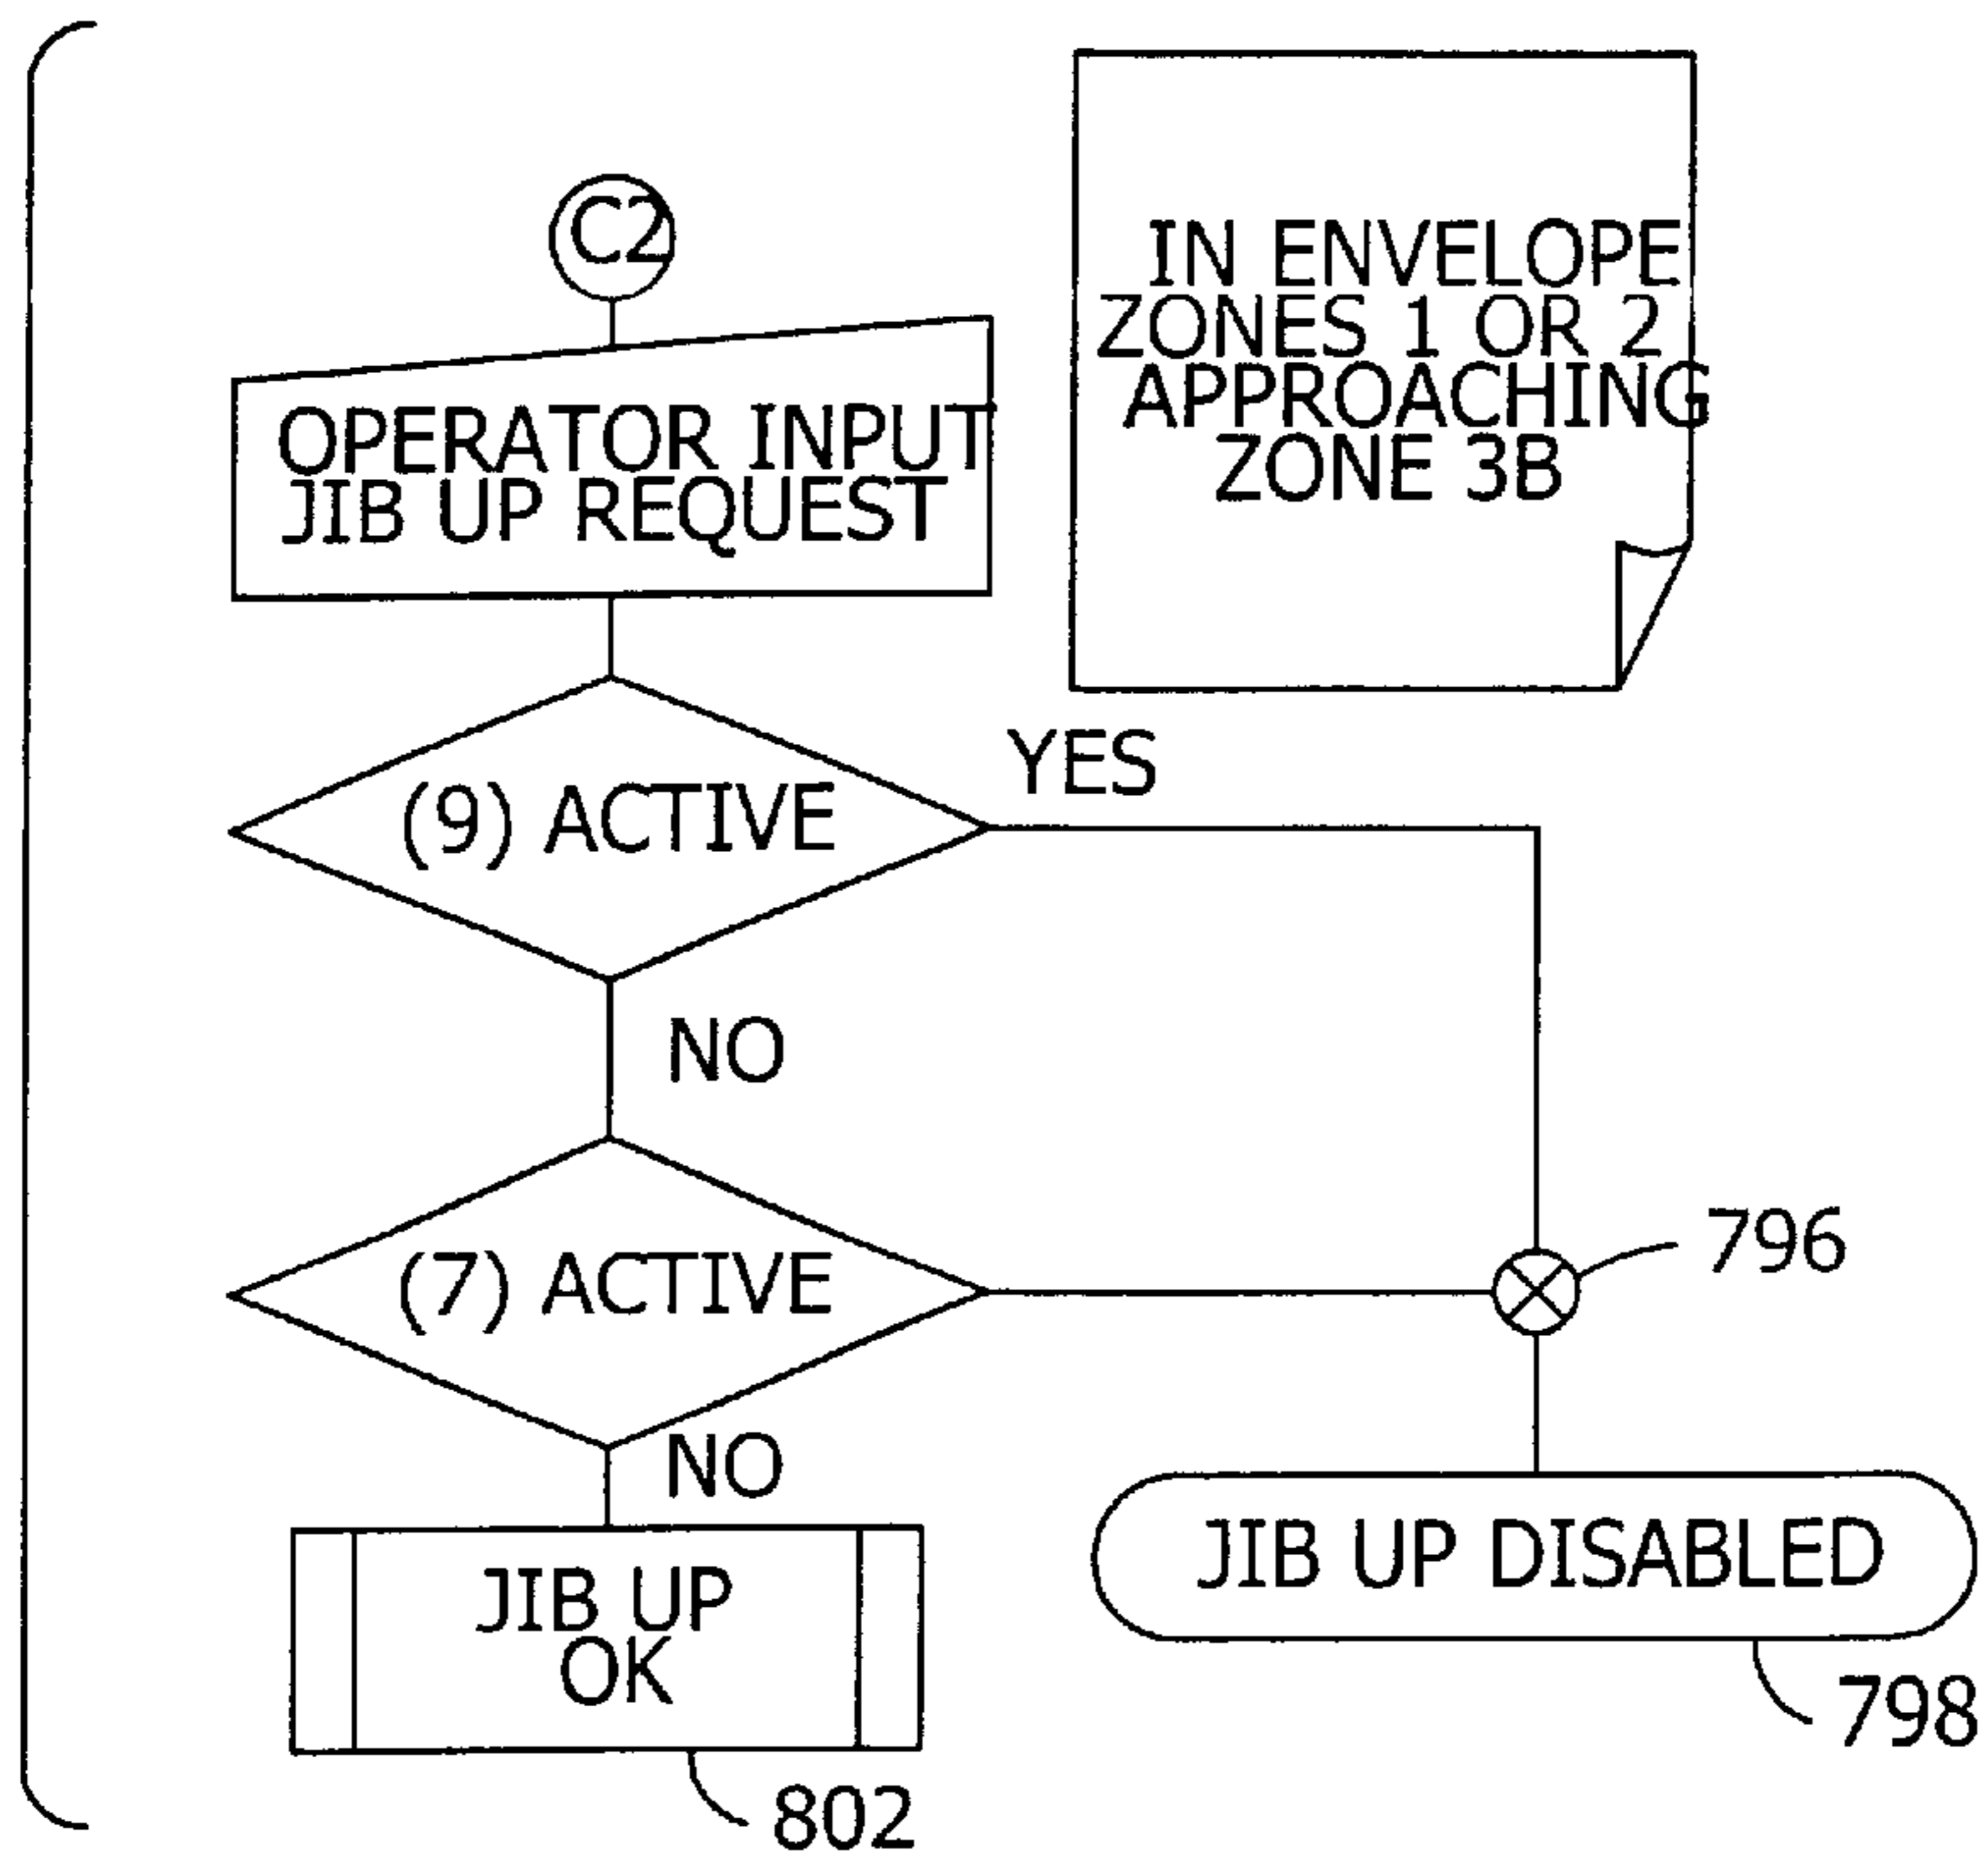 C2
OPERATOR INPUT
JIB UP REQUEST
IN ENVELOPE
ZONES 1 OR 2
APPROACHING
ZONE 3B
(9) ACTIVE
YES
NO
(7) ACTIVE
796
NO
JIB UP
OK
802
JIB UP DISABLED
798